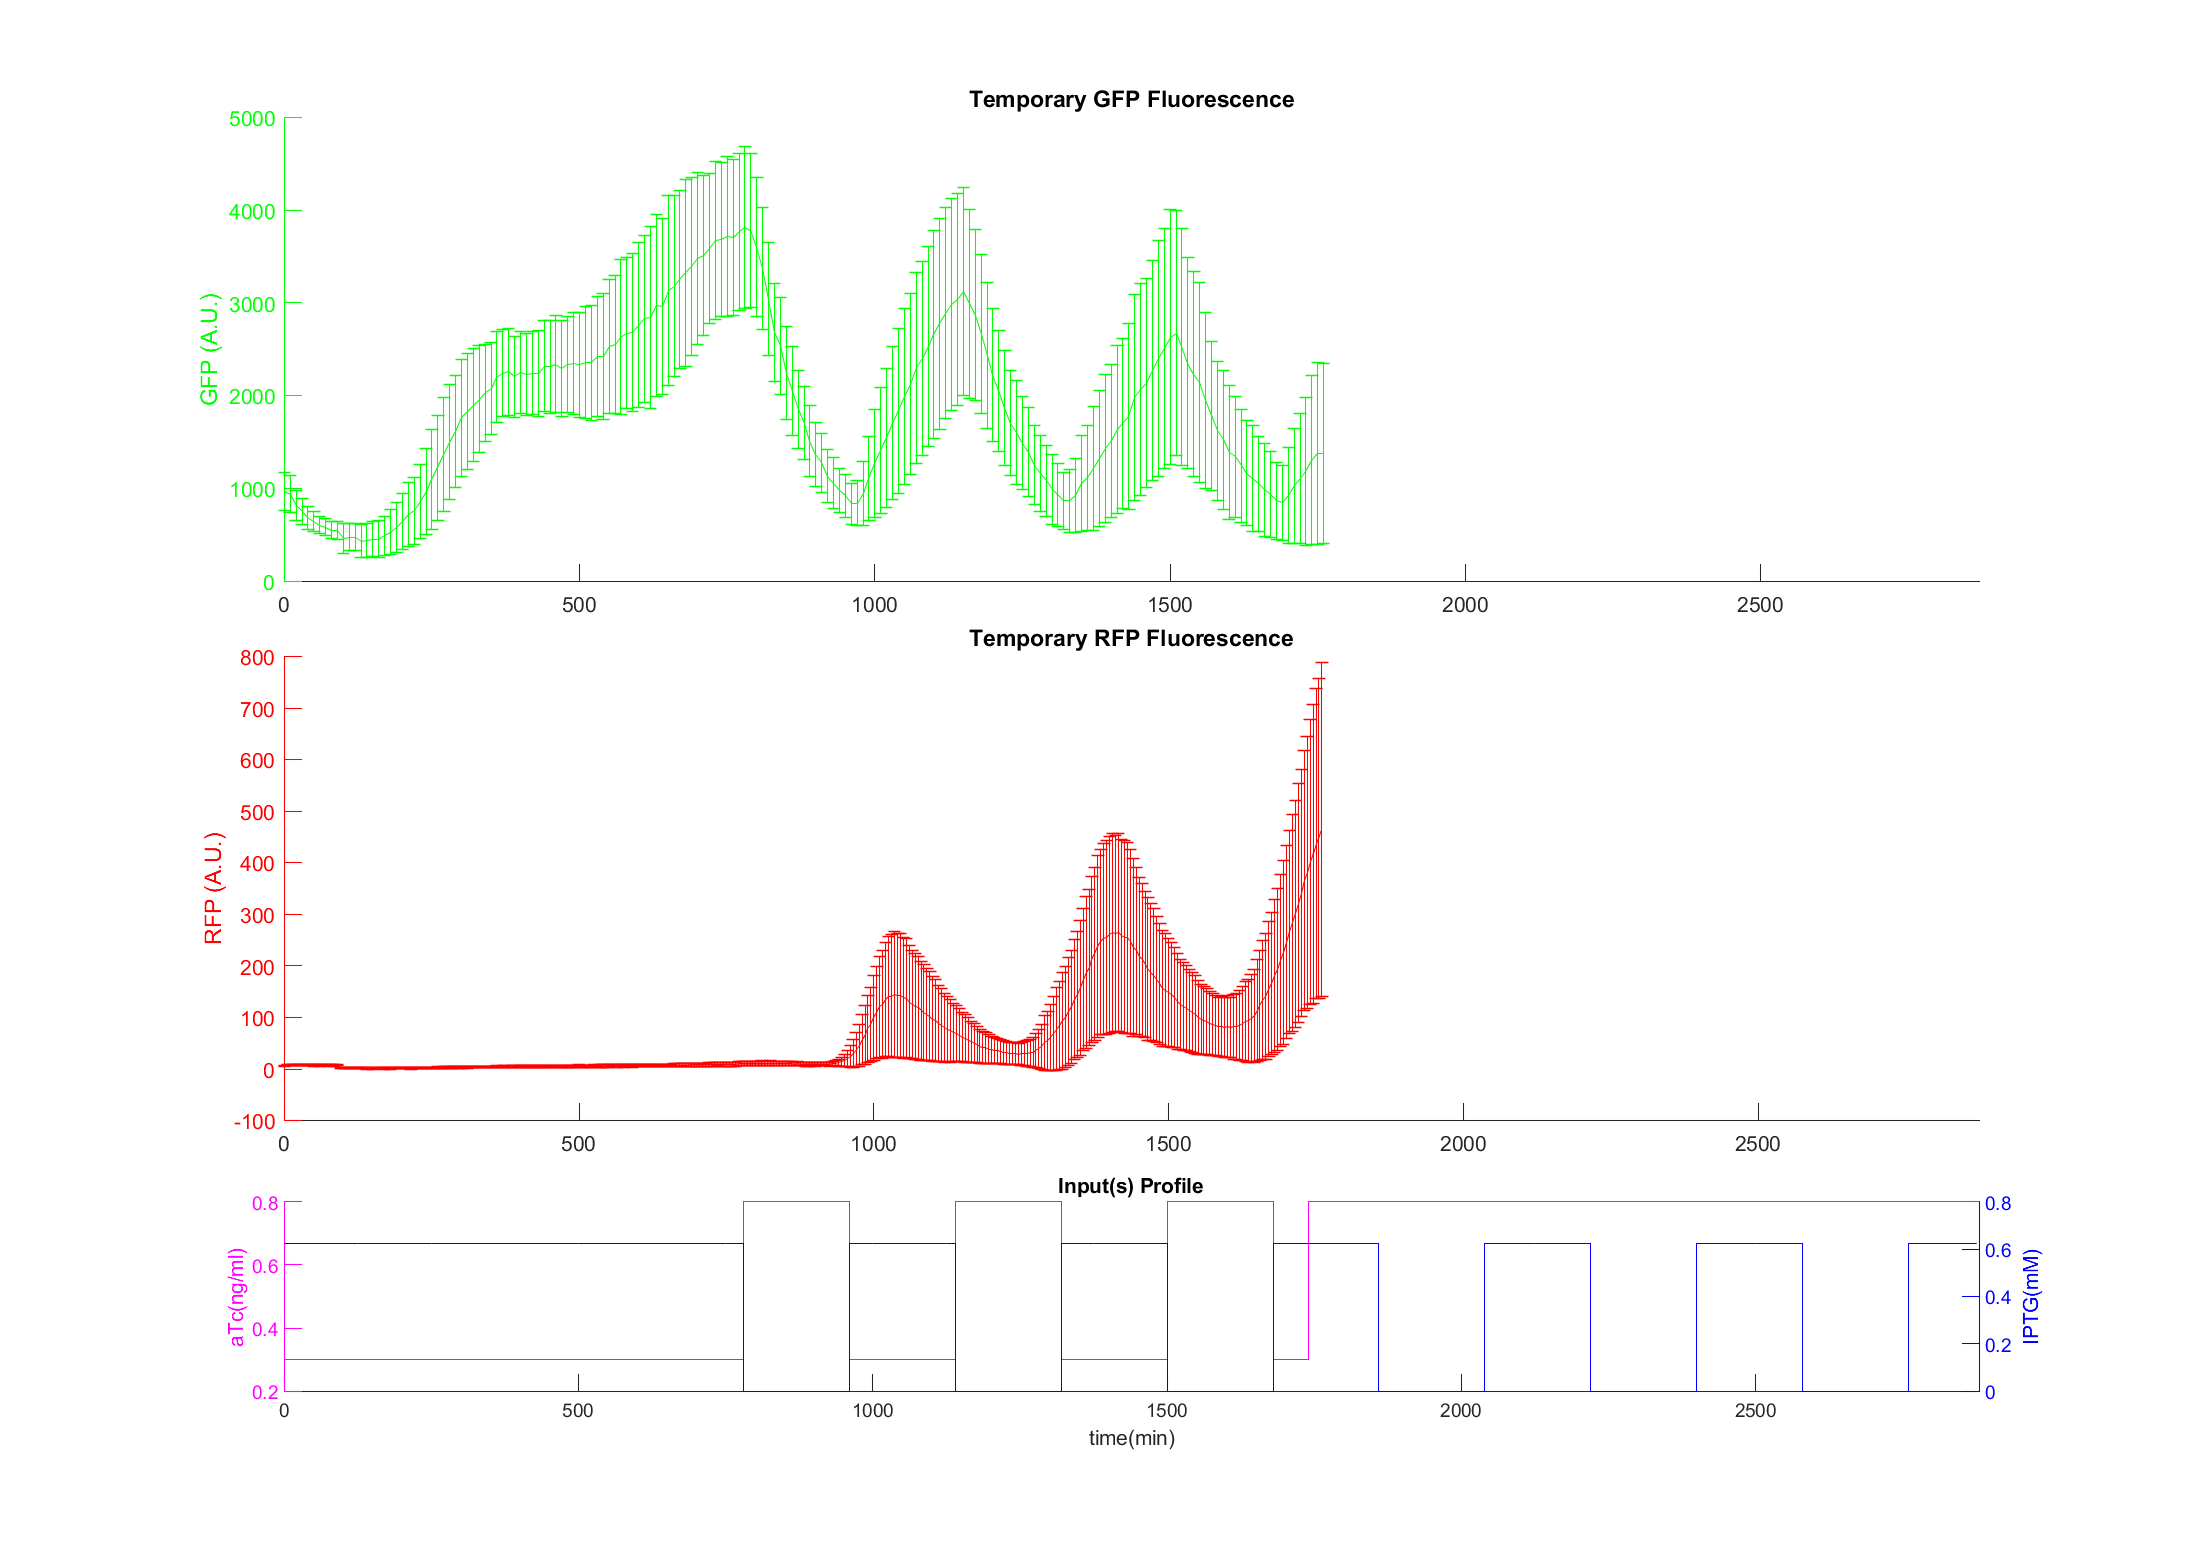 Temporary GFP Fluorescence
5000
4000
3000
2000
1000
0
GFP (A.U.)
0 500 1000 1500 2000 2500
Temporary RFP Fluorescence
800
700
600
500
400
300
200
100
0
-100
RFP (A.U.)
0 500 1000 1500 2000 2500
Input(s) Profile
0.8
0.6
0.4
0.2
aTc(ng/ml)
0.8
0.6
0.4
0.2
0
IPTG(mM)
0 500 1000 1500 2000 2500
time(min)